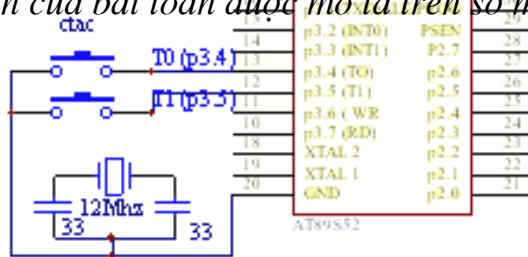 của bài toán được mô tả trên sơ
ctac
T0 (p3.4)
T1 (p3.5)
12Mhz
33
33
14
13
12
11
10
18
19
20
p3.2 (INT0)
p3.3 (INT1)
p3.4 (TO)
p3.5 (T1)
p3.6 ( WR
p3.7 (RD)
XTAL 2
XTAL 1
GND
PSEN
P2.7
p2.6
p2.5
p2.4
p2.3
p2.2
p2.1
p2.0
28
27
26
25
24
23
22
21
AT89S52